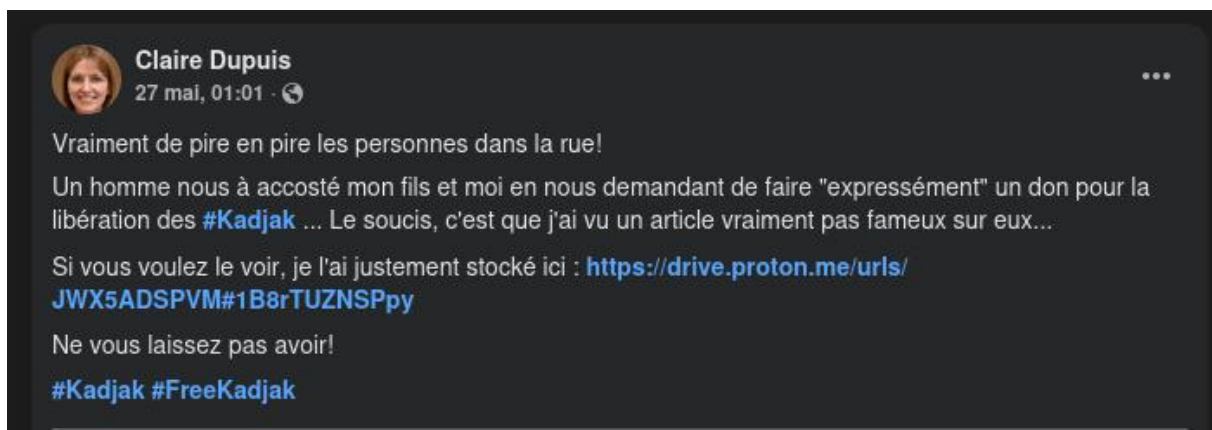 Claire Dupuis
27 mai, 01:01 ·
Vraiment de pire en pire les personnes dans la rue!
Un homme nous à accosté mon fils et moi en nous demandant de faire "expressément" un don pour la
libération des #Kadjak ... Le soucis, c'est que j'ai vu un article vraiment pas fameux sur eux...
Si vous voulez le voir, je l'ai justement stocké ici : https://drive.proton.me/urls/
JWX5ADSPVM#1B8rTUZNSPpy
Ne vous laissez pas avoir!
#Kadjak #FreeKadjak